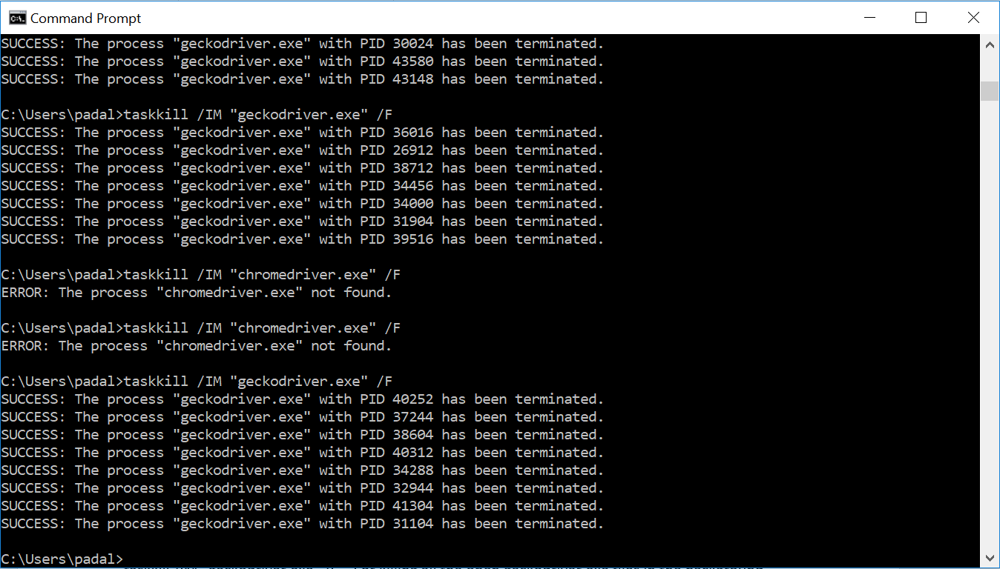 Command Prompt
SUCCESS: The process "geckodriver.exe" with PID 30024 has been terminated.
SUCCESS: The process "geckodriver.exe" with PID 43580 has been terminated.
SUCCESS: The process "geckodriver.exe" with PID 43148 has been terminated.
C:\Users\padal>taskkill /IM "geckodriver.exe" /F
SUCCESS: The process "geckodriver.exe" with PID 36016 has been terminated.
SUCCESS: The process "geckodriver.exe" with PID 26912 has been terminated.
SUCCESS: The process "geckodriver.exe" with PID 38712 has been terminated.
SUCCESS: The process "geckodriver.exe" with PID 34456 has been terminated.
SUCCESS: The process "geckodriver.exe" with PID 34000 has been terminated.
SUCCESS: The process "geckodriver.exe" with PID 31904 has been terminated.
SUCCESS: The process "geckodriver.exe" with PID 39516 has been terminated.
C:\Users\padal>taskkill /IM "chromedriver.exe" /F
ERROR: The process "chromedriver.exe" not found.
C:\Users\padal>taskkill /IM "chromedriver.exe" /F
ERROR: The process "chromedriver.exe" not found.
C:\Users\padal>taskkill /IM "geckodriver.exe" /F
SUCCESS: The process "geckodriver.exe" with PID 40252 has been terminated.
SUCCESS: The process "geckodriver.exe" with PID 37244 has been terminated.
SUCCESS: The process "geckodriver.exe" with PID 38604 has been terminated.
SUCCESS: The process "geckodriver.exe" with PID 40312 has been terminated.
SUCCESS: The process "geckodriver.exe" with PID 34288 has been terminated.
SUCCESS: The process "geckodriver.exe" with PID 32944 has been terminated.
SUCCESS: The process "geckodriver.exe" with PID 41304 has been terminated.
SUCCESS: The process "geckodriver.exe" with PID 31104 has been terminated.
C:\Users\padal>